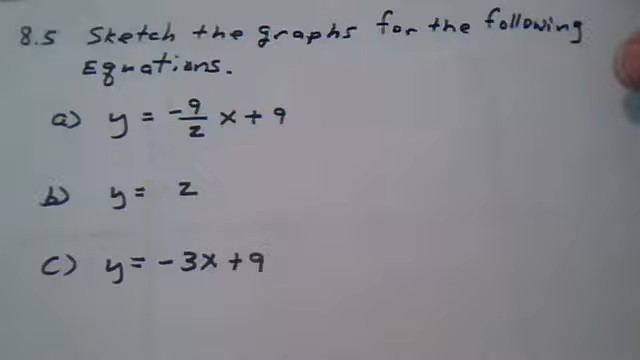 8.5 Sketch the graphs for the following
Equations.
a) y = -9/2 x + 9
b) y = 2
c) y = -3x + 9